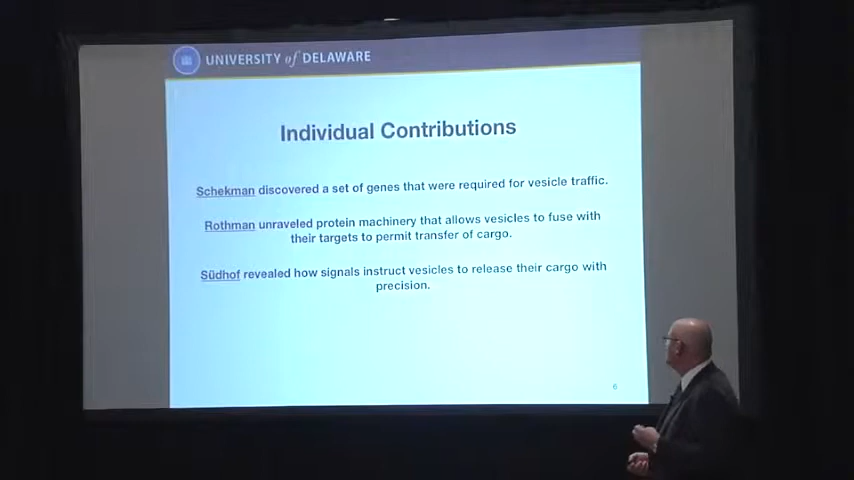 UNIVERSITY of DELAWARE
Individual Contributions
Schekman discovered a set of genes that were required for vesicle traffic.
Rothman unraveled protein machinery that allows vesicles to fuse with
their targets to permit transfer of cargo.
Südhof revealed how signals instruct vesicles to release their cargo with
precision.
6